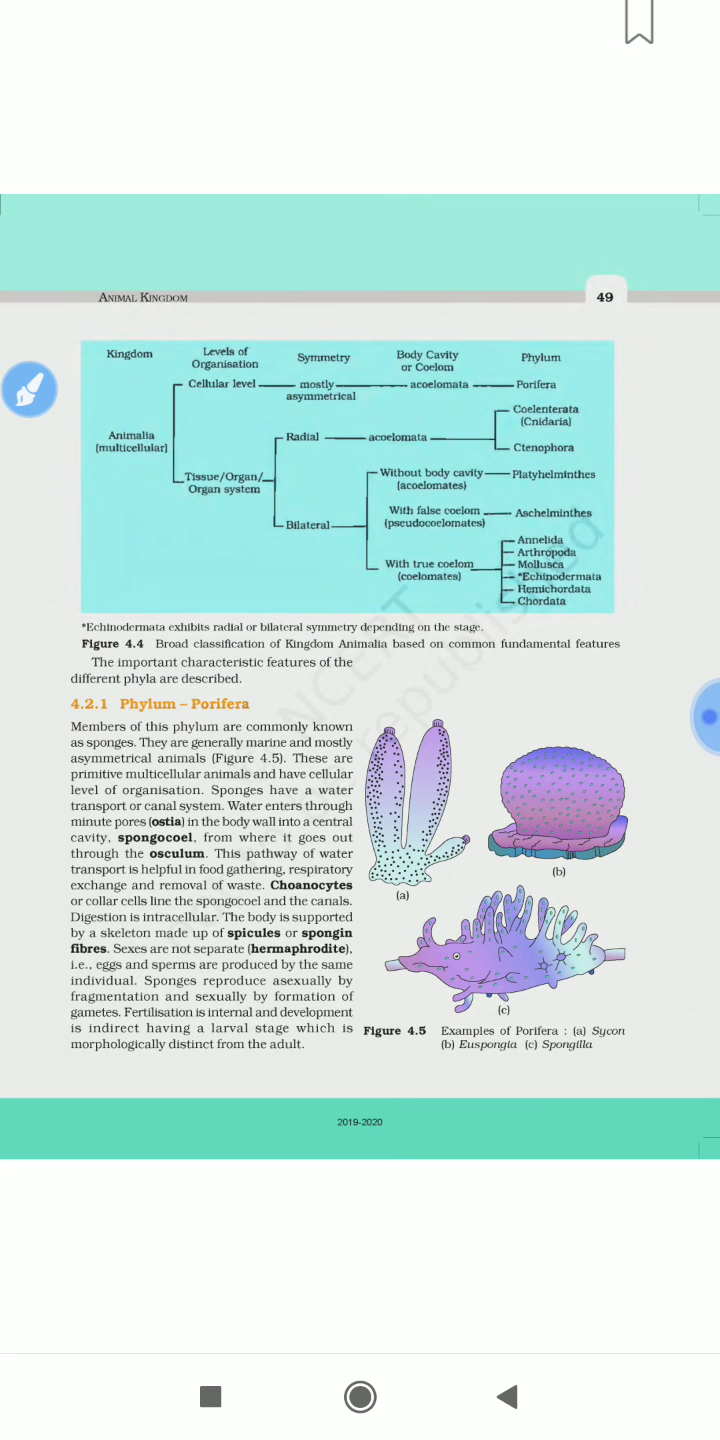 ANIMAL KINGDOM
49
Kingdom
Levels of
Organisation
Symmetry
Body Cavity
or Coelom
Phylum
Cellular level
mostly
asymmetrical
acoelomata
Porifera
Animalia
(multicellular)
Radial
acoelomata
Coelenterata
(Cnidaria)
Ctenophora
Tissue/Organ/
Organ system
Without body cavity
(acoelomates)
Platyhelminthes
With false coelom
(pseudocoelomates)
Aschelminthes
Bilateral
With true coelom
(coelomates)
Annelida
Arthropoda
Mollusca
*Echinodermata
Hemichordata
Chordata
*Echinodermata exhibits radial or bilateral symmetry depending on the stage.
Figure 4.4 Broad classification of Kingdom Animalia based on common fundamental features
The important characteristic features of the
different phyla are described.
4.2.1 Phylum – Porifera
Members of this phylum are commonly known
as sponges. They are generally marine and mostly
asymmetrical animals (Figure 4.5). These are
primitive multicellular animals and have cellular
level of organisation. Sponges have a water
transport or canal system. Water enters through
minute pores (ostia) in the body wall into a central
cavity, spongocoel, from where it goes out
through the osculum. This pathway of water
transport is helpful in food gathering, respiratory
exchange and removal of waste. Choanocytes
or collar cells line the spongocoel and the canals.
Digestion is intracellular. The body is supported
by a skeleton made up of spicules or spongin
fibres. Sexes are not separate (hermaphrodite),
i.e., eggs and sperms are produced by the same
individual. Sponges reproduce asexually by
fragmentation and sexually by formation of
gametes. Fertilisation is internal and development
is indirect having a larval stage which is
morphologically distinct from the adult.
(a)
(b)
(c)
Figure 4.5 Examples of Porifera : (a) Sycon
(b) Euspongia (c) Spongilla
NCERT
republished
2019-2020